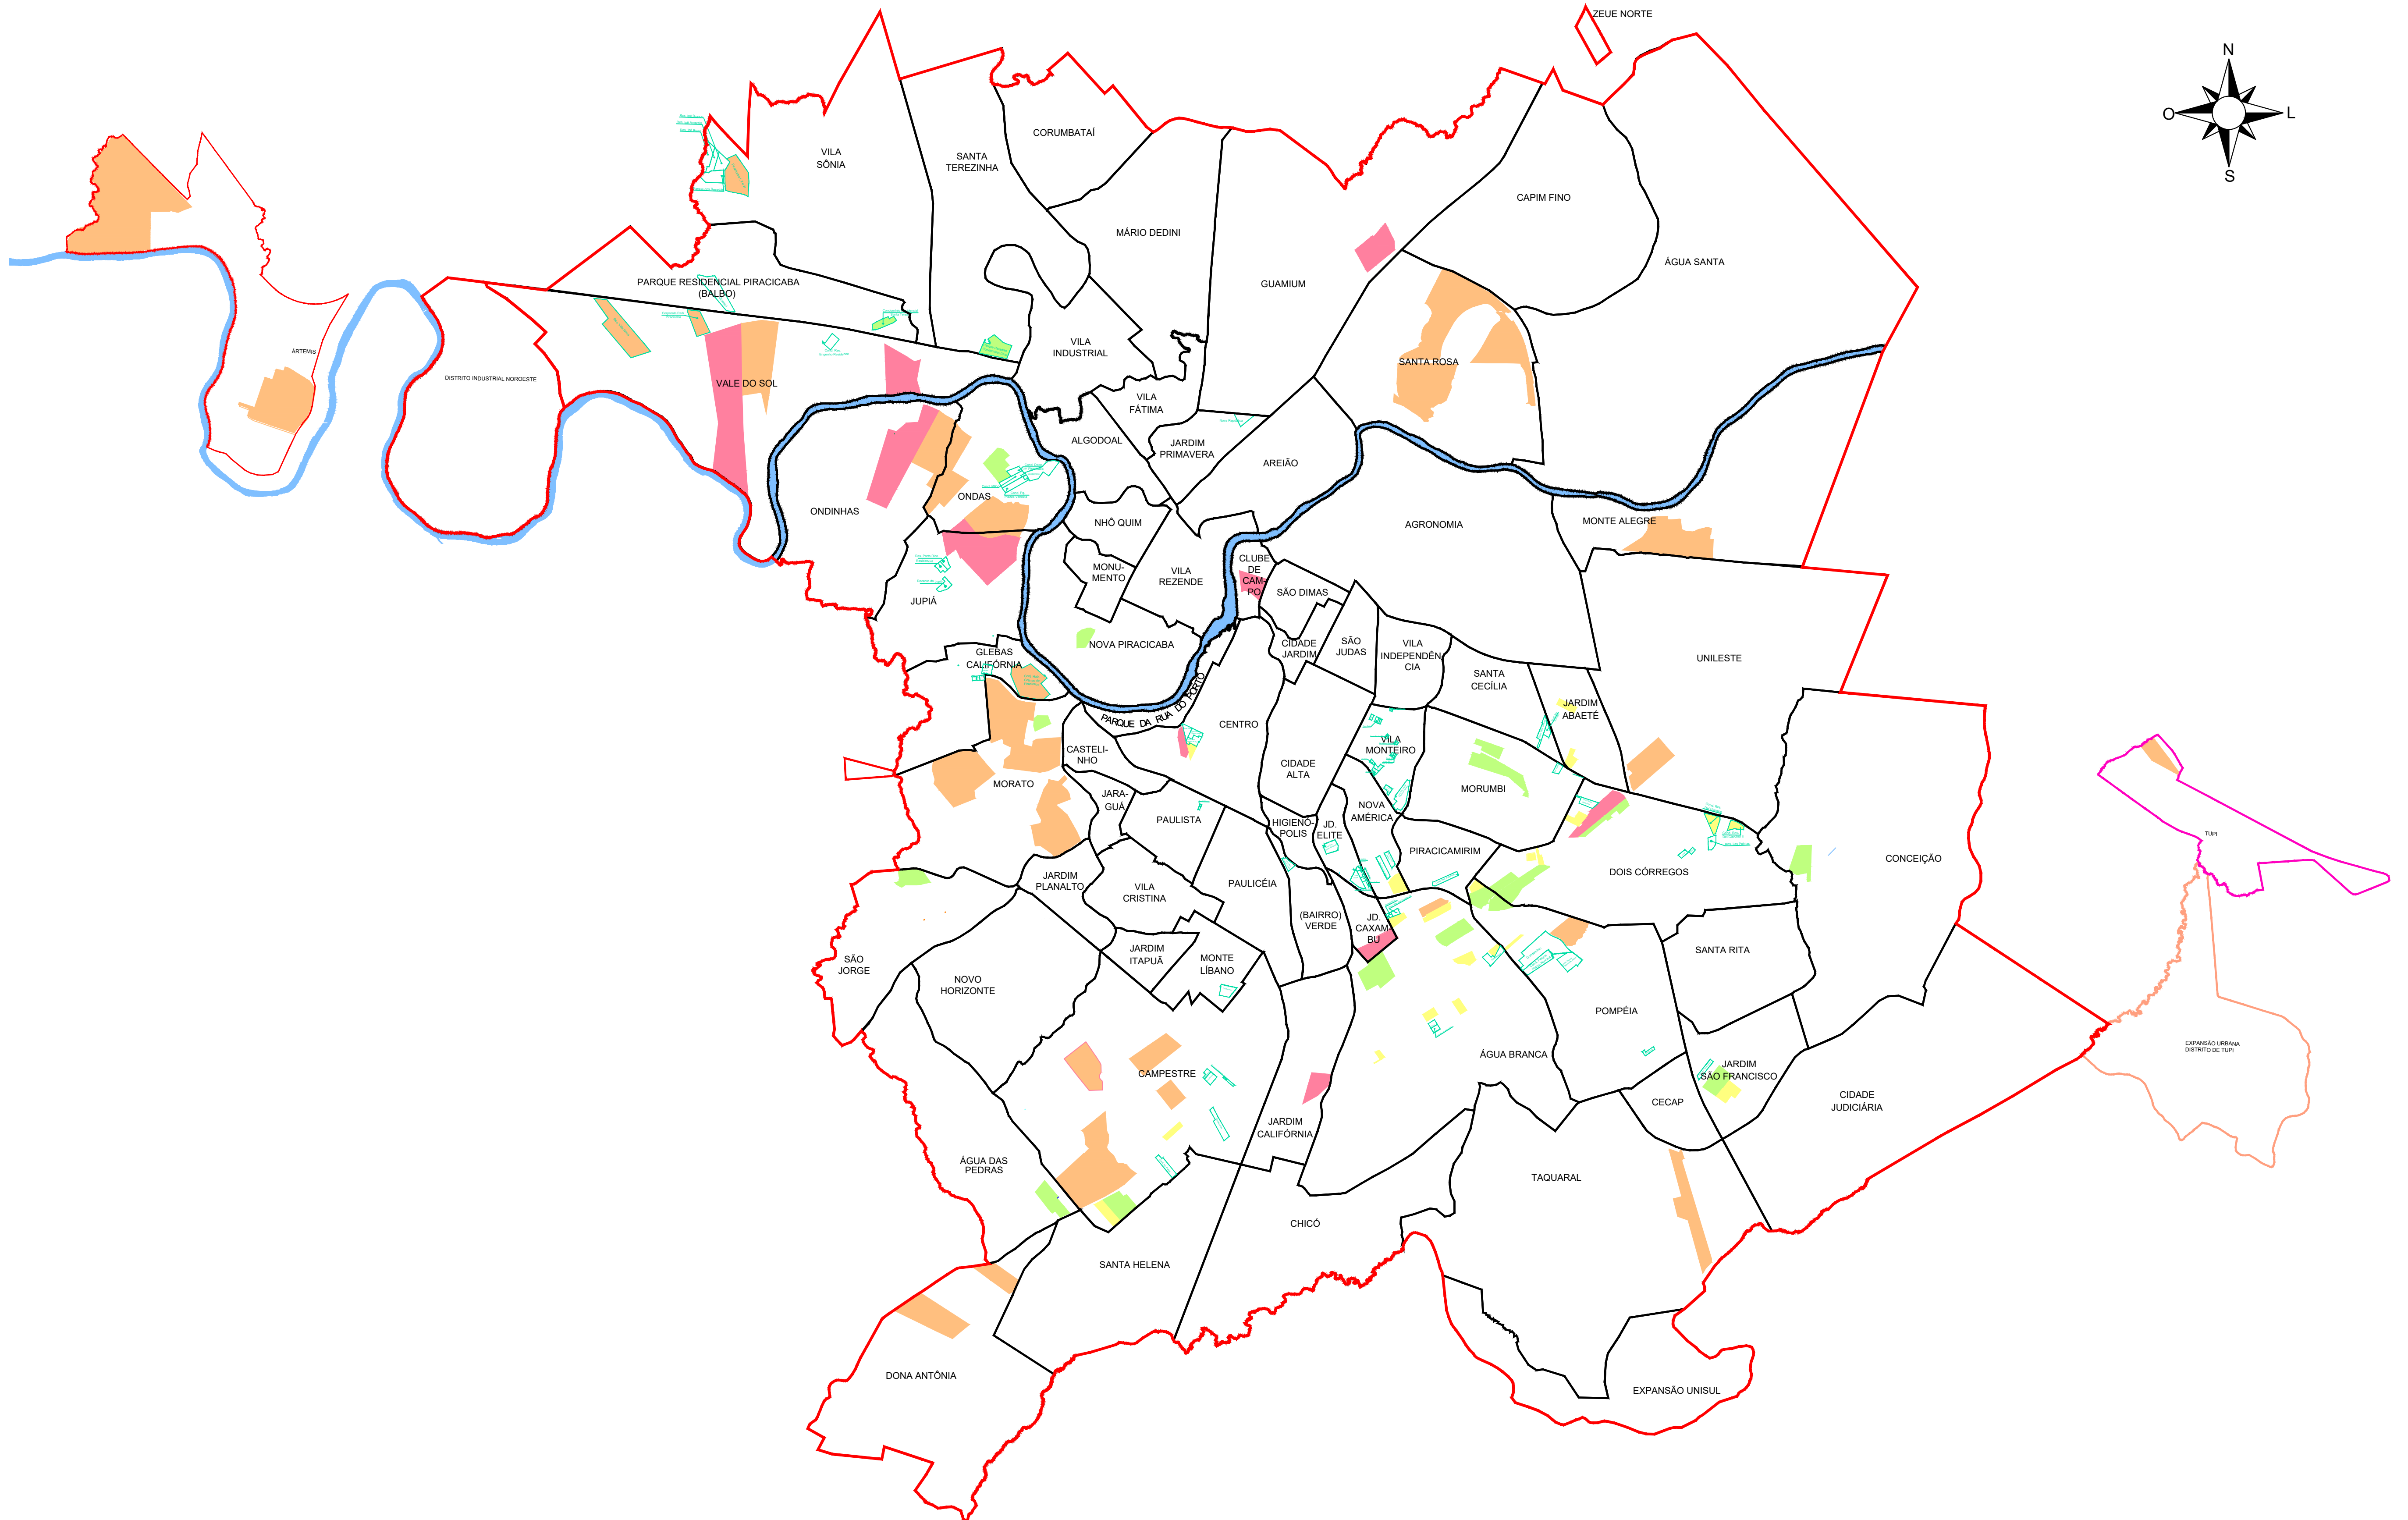 ZEUE NORTE
N
O
L
S
CORUMBATAÍ
VILA
SÔNIA
SANTA
TEREZINHA
CAPIM FINO
MÁRIO DEDINI
ÁGUA SANTA
PARQUE RESIDENCIAL PIRACICABA
(BALBO)
GUAMIUM
VILA
INDUSTRIAL
ÁRTEMIS
SANTA ROSA
DISTRITO INDUSTRIAL NOROESTE
VALE DO SOL
VILA
FÁTIMA
ALGODOAL
JARDIM
PRIMAVERA
AREIÃO
ONDAS
ONDINHAS
NHÔ QUIM
AGRONOMIA
MONTE ALEGRE
MONU-
MENTO
VILA
REZENDE
CLUBE
DE
CAM-
PO
SÃO DIMAS
JUPIÁ
GLEBAS
CALIFÓRNIA
NOVA PIRACICABA
CIDADE
JARDIM
SÃO
JUDAS
VILA
INDEPENDÊN
CIA
UNILESTE
SANTA
CECÍLIA
JARDIM
ABAETÉ
PARQUE DA RUA DO PORTO
CENTRO
CASTELI-
NHO
VILA
MONTEIRO
CIDADE
ALTA
MORATO
MORUMBI
JARA-
GUÁ
PAULISTA
NOVA
AMÉRICA
HIGIENÓ-
POLIS
JD.
ELITE
TUPI
PIRACICAMIRIM
CONCEIÇÃO
DOIS CÓRREGOS
JARDIM
PLANALTO
VILA
CRISTINA
PAULICÉIA
(BAIRRO)
VERDE
JD.
CAXAM-
BU
JARDIM
ITAPUÃ
MONTE
LÍBANO
SANTA RITA
SÃO
JORGE
NOVO
HORIZONTE
POMPÉIA
EXPANSÃO URBANA
DISTRITO DE TUPI
ÁGUA BRANCA
CAMPESTRE
JARDIM
SÃO FRANCISCO
CECAP
CIDADE
JUDICIÁRIA
JARDIM
CALIFÓRNIA
ÁGUA DAS
PEDRAS
TAQUARAL
CHICÓ
SANTA HELENA
DONA ANTÔNIA
EXPANSÃO UNISUL